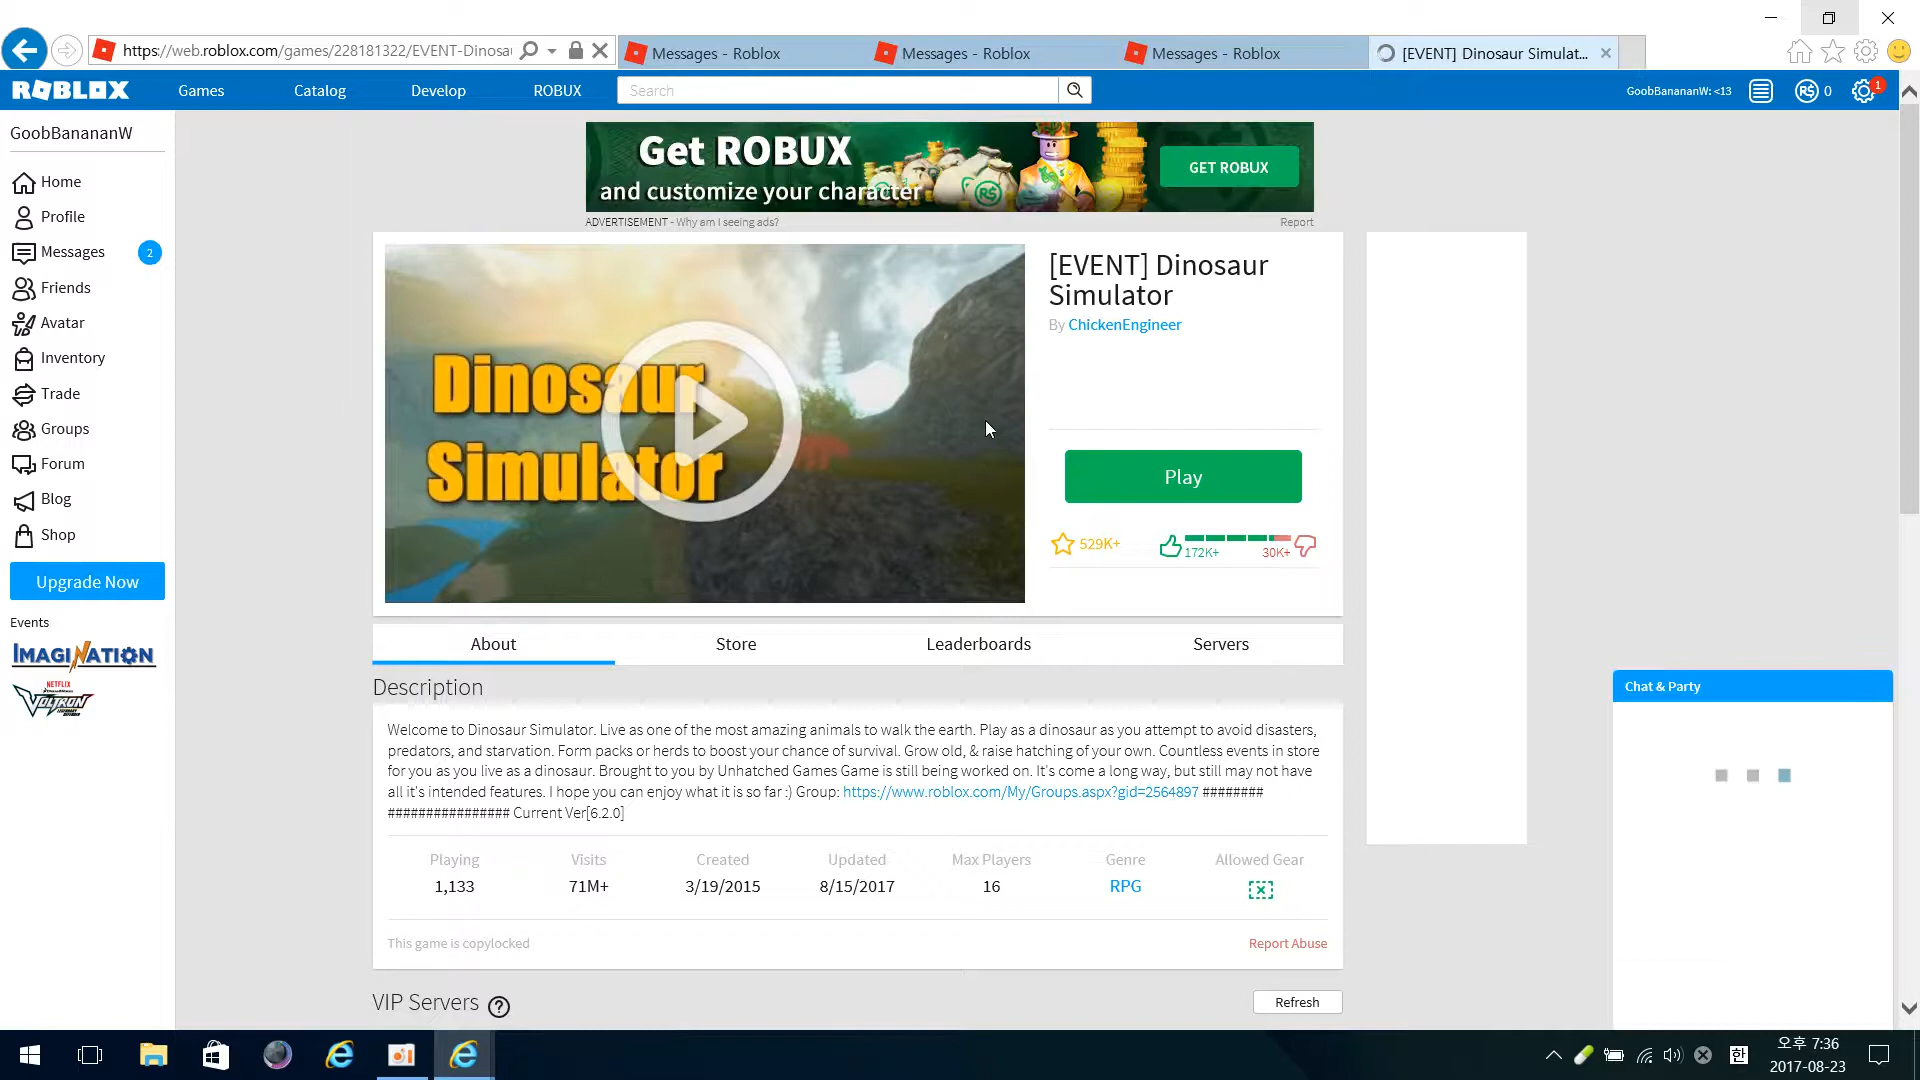 https://web.roblox.com/games/228181322/EVENT-Dinosa
Messages - Roblox
Messages - Roblox
Messages - Roblox
[EVENT] Dinosaur Simulat...
ROBLOX
Games
Catalog
Develop
ROBUX
Search
GoobBanananW: <13
R$ 0
1
GoobBanananW
Home
Profile
Messages 2
Friends
Avatar
Inventory
Trade
Groups
Forum
Blog
Shop
Upgrade Now
Events
IMAGINATION
NETFLIX
VOLTRON
Get ROBUX
and customize your character
GET ROBUX
ADVERTISEMENT - Why am I seeing ads?
Report
Dinosaur
Simulator
[EVENT] Dinosaur
Simulator
By ChickenEngineer
Play
529K+
172K+
30K+
About
Store
Leaderboards
Servers
Description
Welcome to Dinosaur Simulator. Live as one of the most amazing animals to walk the earth. Play as a dinosaur as you attempt to avoid disasters,
predators, and starvation. Form packs or herds to boost your chance of survival. Grow old, & raise hatching of your own. Countless events in store
for you as you live as a dinosaur. Brought to you by Unhatched Games Game is still being worked on. It's come a long way, but still may not have
all it's intended features. I hope you can enjoy what it is so far :) Group: https://www.roblox.com/My/Groups.aspx?gid=2564897 ########
################ Current Ver[6.2.0]
Playing
Visits
Created
Updated
Max Players
Genre
Allowed Gear
1,133
71M+
3/19/2015
8/15/2017
16
RPG
This game is copylocked
Report Abuse
VIP Servers
Refresh
Chat & Party
한
오후 7:36
2017-08-23